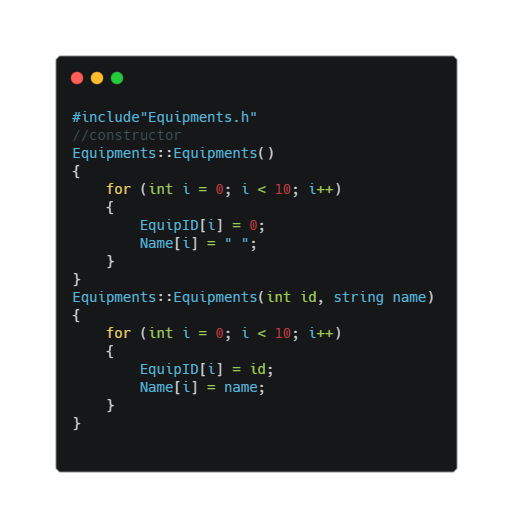 #include"Equipments.h"
//constructor
Equipments::Equipments()
{
    for (int i = 0; i < 10; i++)
    {
        EquipID[i] = 0;
        Name[i] = " ";
    }
}
Equipments::Equipments(int id, string name)
{
    for (int i = 0; i < 10; i++)
    {
        EquipID[i] = id;
        Name[i] = name;
    }
}